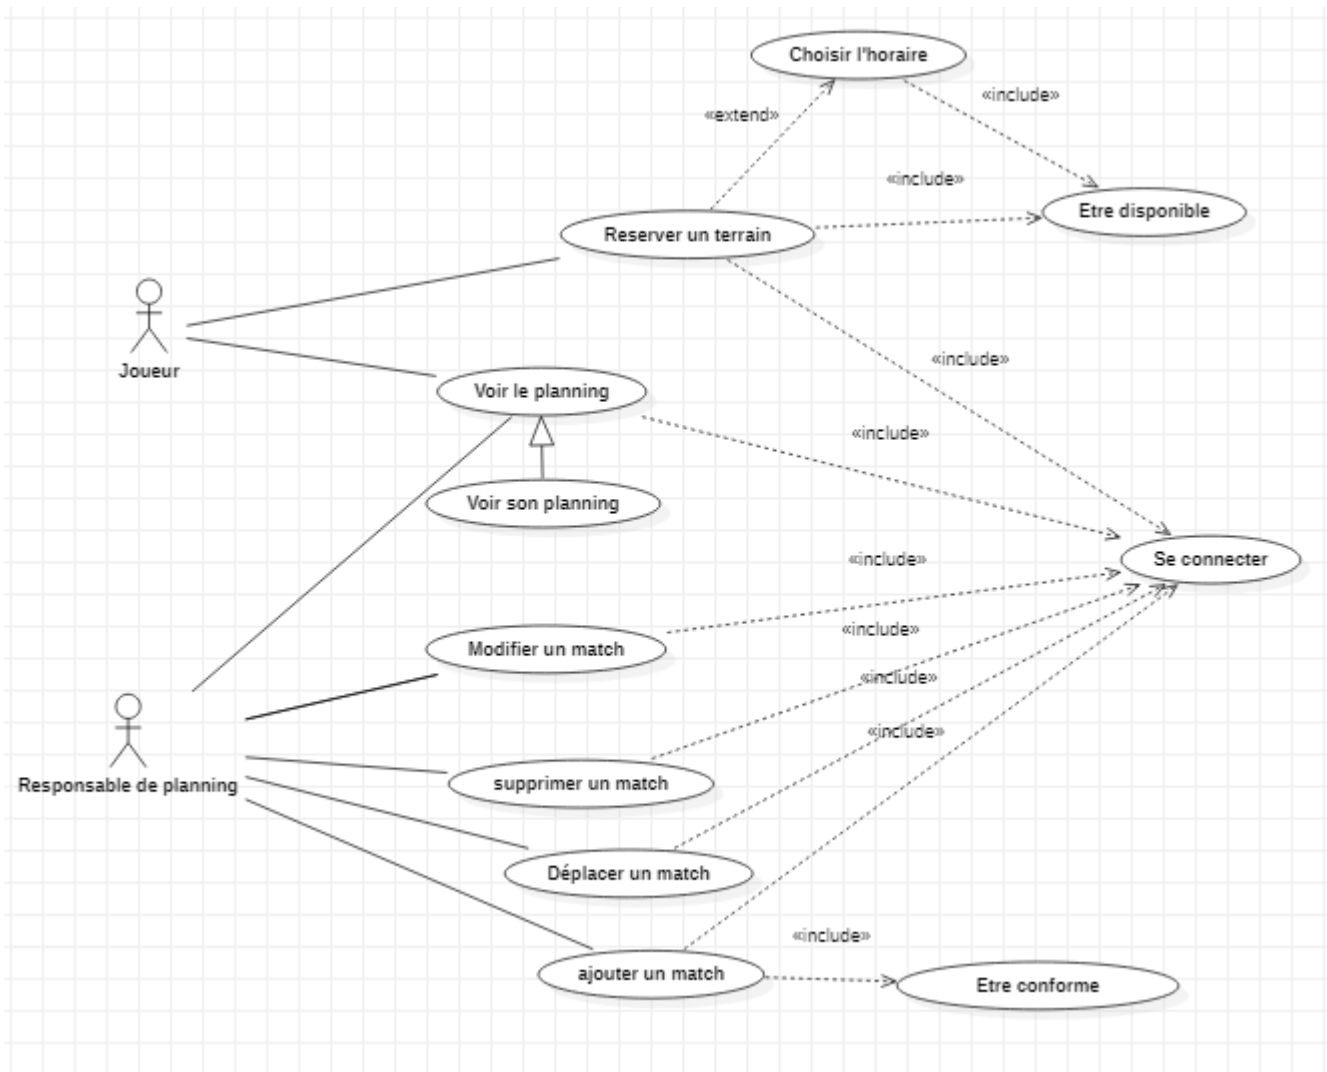 Choisir l'horaire
«include»
«extend»
«include»
Etre disponible
Reserver un terrain
«include»
Joueur
Voir le planning
«include»
Voir son planning
«include»
Se connecter
«include»
Modifier un match
«include»
«include»
Responsable de planning
supprimer un match
Déplacer un match
«include»
ajouter un match
Etre conforme